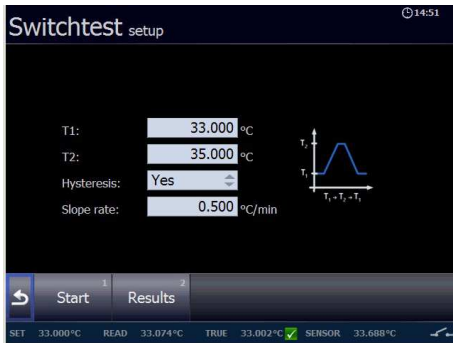 14:51
Switchtest setup
T1: 33.000 °C
T2: 35.000 °C
Hysteresis: Yes
Slope rate: 0.500 °C/min
T₂
T₁
T₁→T₂→T₁
1 2
Start Results
SET 33.000°C READ 33.074°C TRUE 33.002°C SENSOR 33.688°C